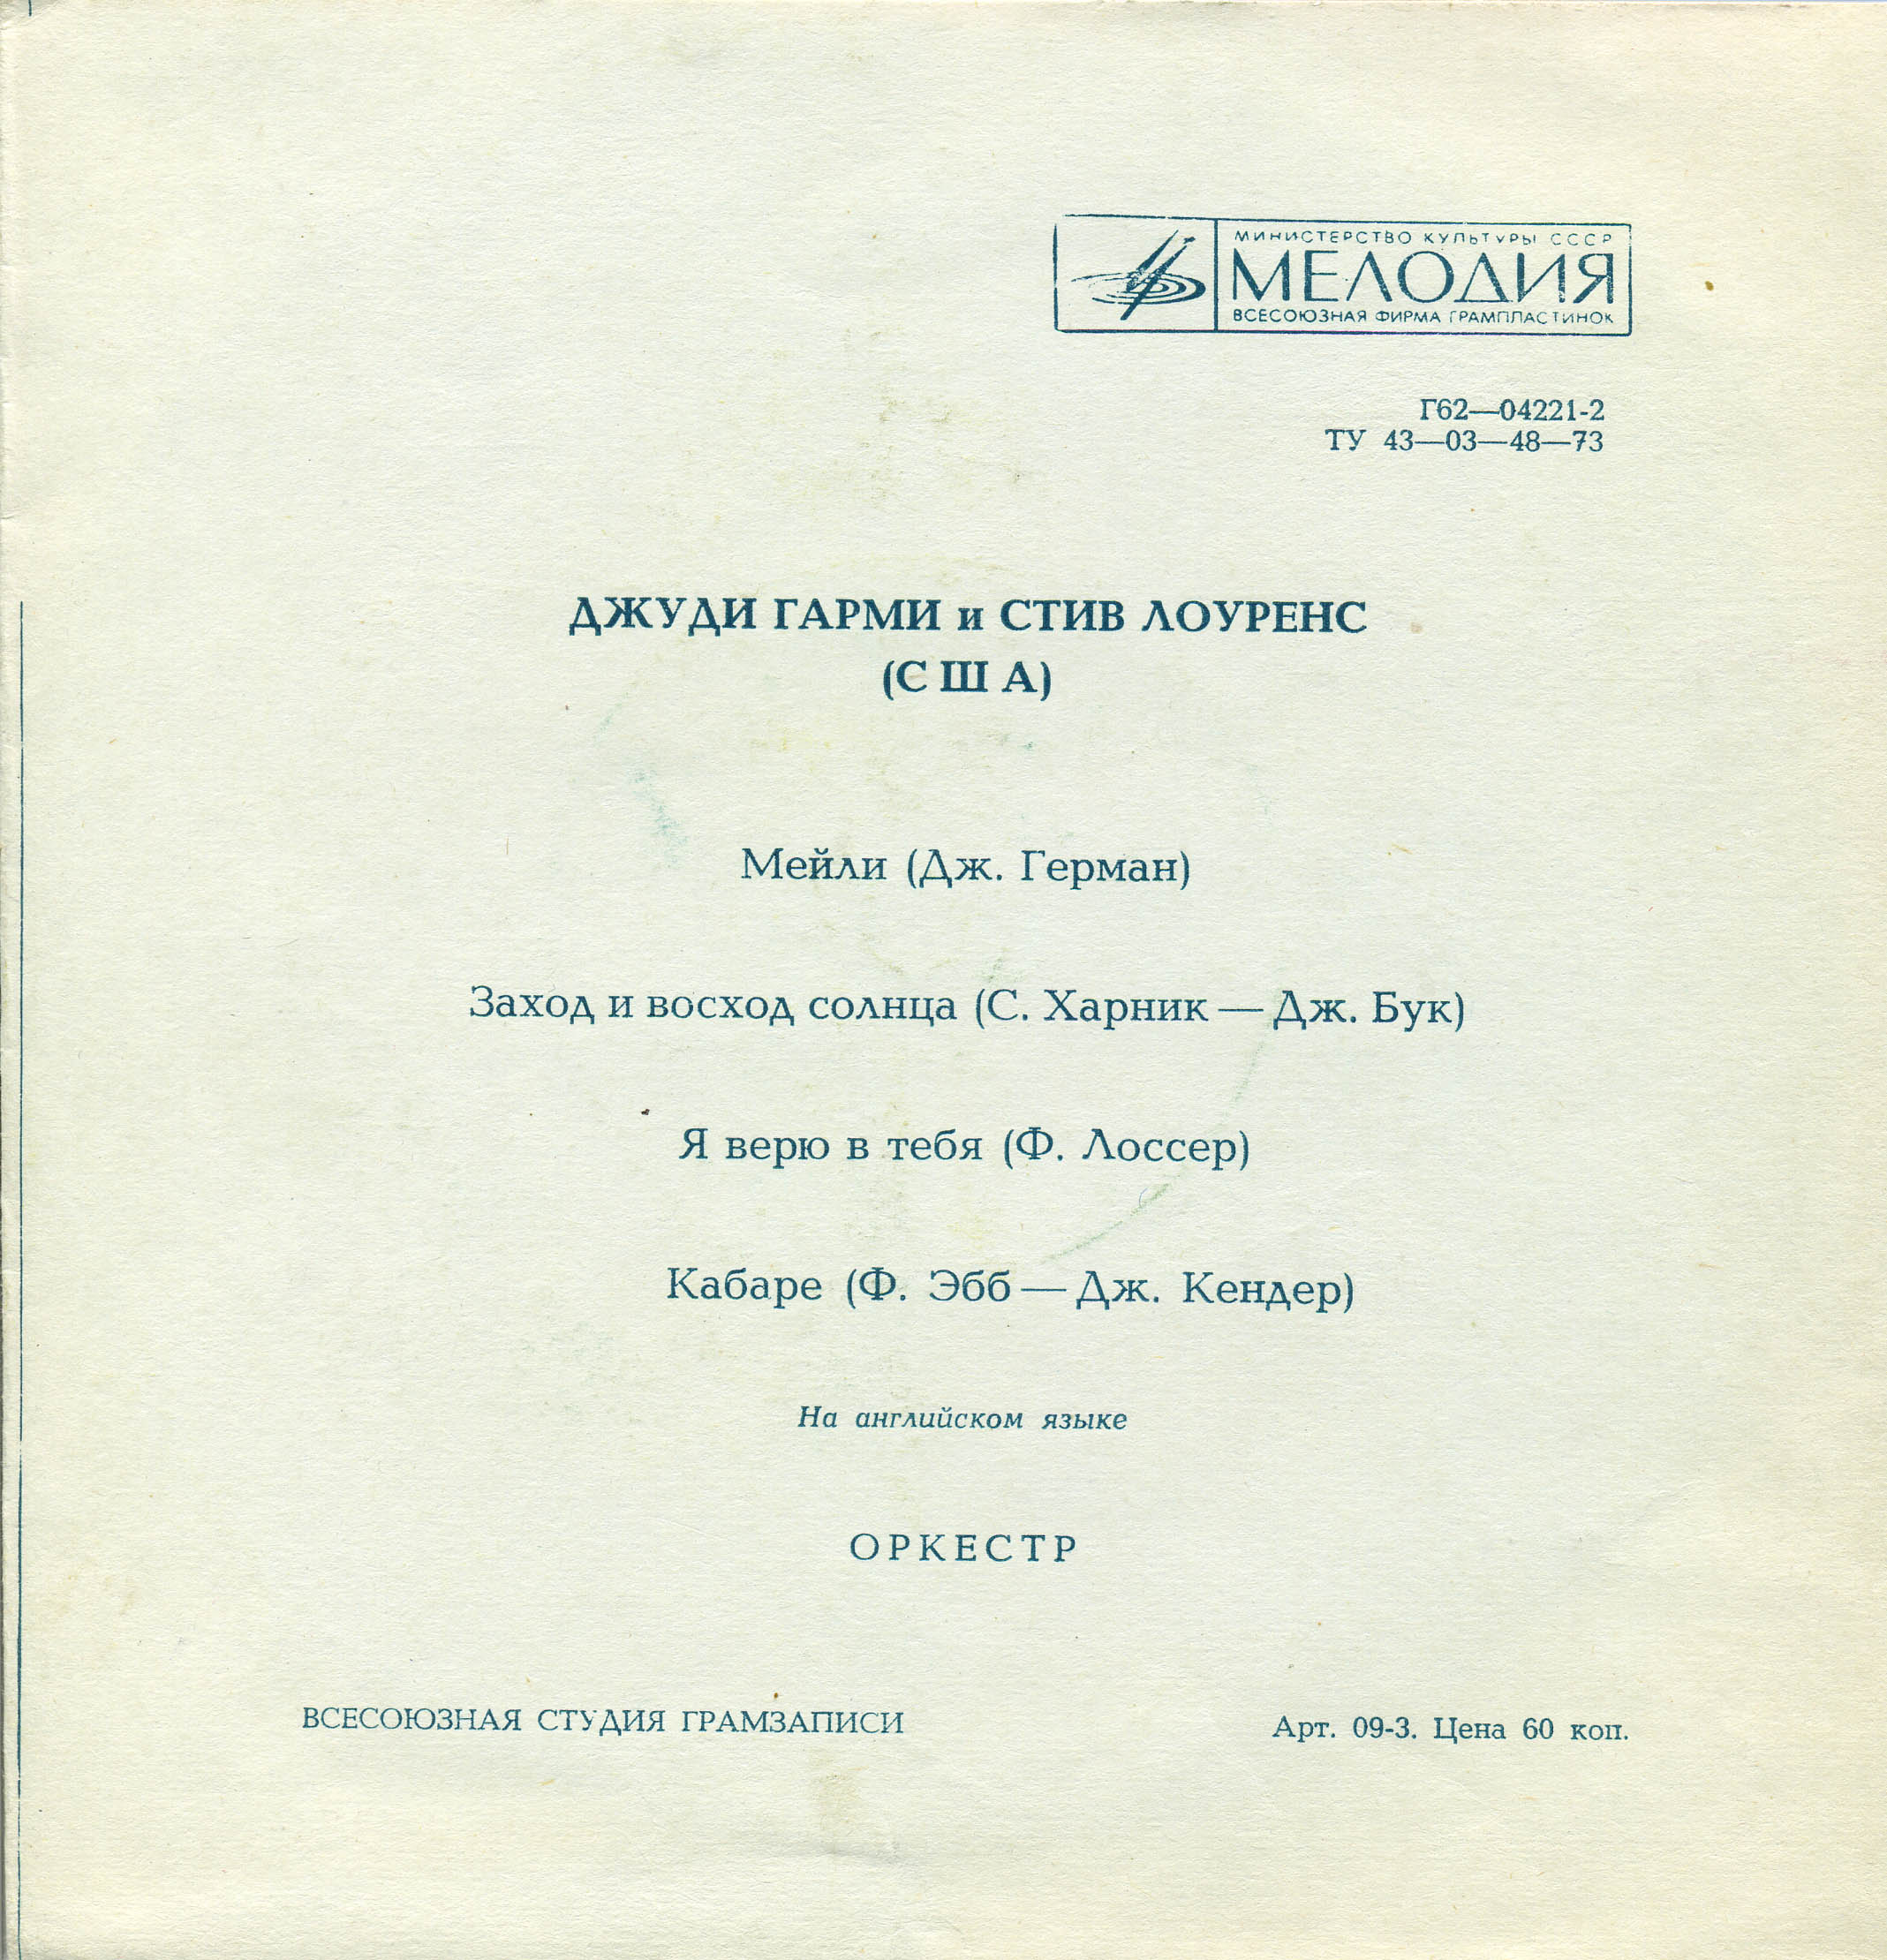 МИНИСТЕРСТВО КУЛЬТУРЫ СССР
МЕЛОДИЯ
ВСЕСОЮЗНАЯ ФИРМА ГРАМПЛАСТИНОК
Г62—04221-2
ТУ 43—03—48—73
ДЖУДИ ГАРМИ и СТИВ ЛОУРЕНС
(США)
Мейли (Дж. Герман)
Заход и восход солнца (С. Харник — Дж. Бук)
Я верю в тебя (Ф. Лоссер)
Кабаре (Ф. Эбб — Дж. Кендер)
На английском языке
ОРКЕСТР
ВСЕСОЮЗНАЯ СТУДИЯ ГРАМЗАПИСИ
Арт. 09-3. Цена 60 коп.